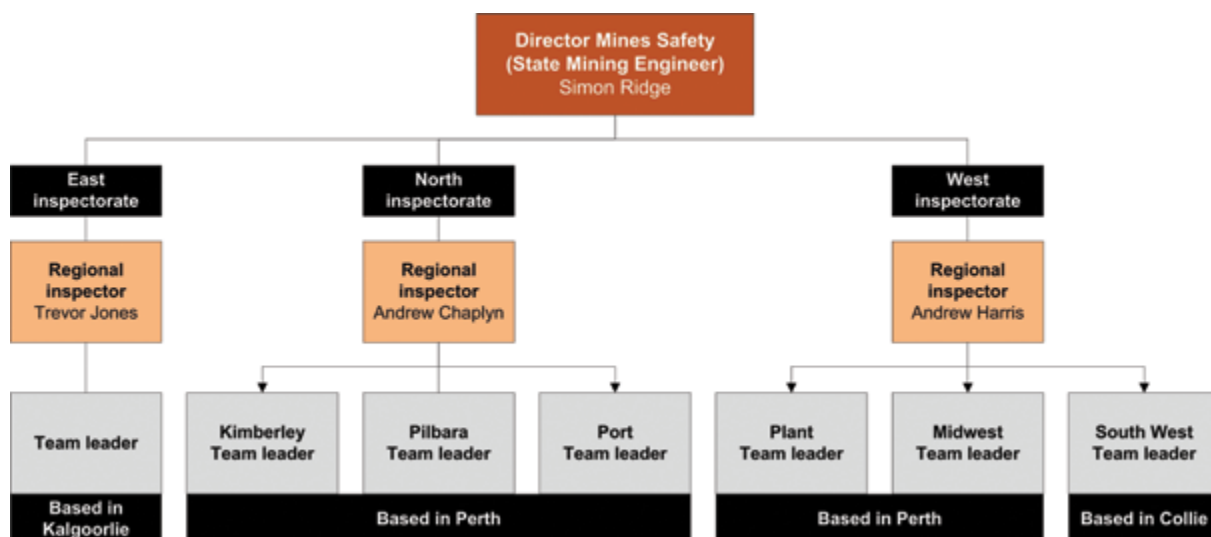 Director Mines Safety
(State Mining Engineer)
Simon Ridge
East
inspectorate
North
inspectorate
West
inspectorate
Regional
inspector
Trevor Jones
Regional
inspector
Andrew Chaplyn
Regional
inspector
Andrew Harris
Team leader
Kimberley
Team leader
Pilbara
Team leader
Port
Team leader
Plant
Team leader
Midwest
Team leader
South West
Team leader
Based in
Kalgoorlie
Based in Perth
Based in Perth
Based in Collie